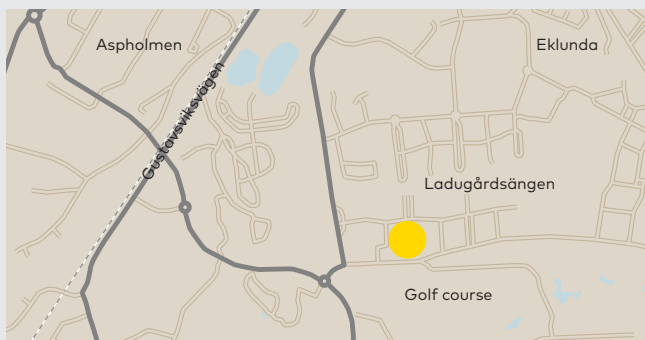 Aspholmen
Eklunda
Gustavsviksvägen
Ladugårdsängen
Golf course